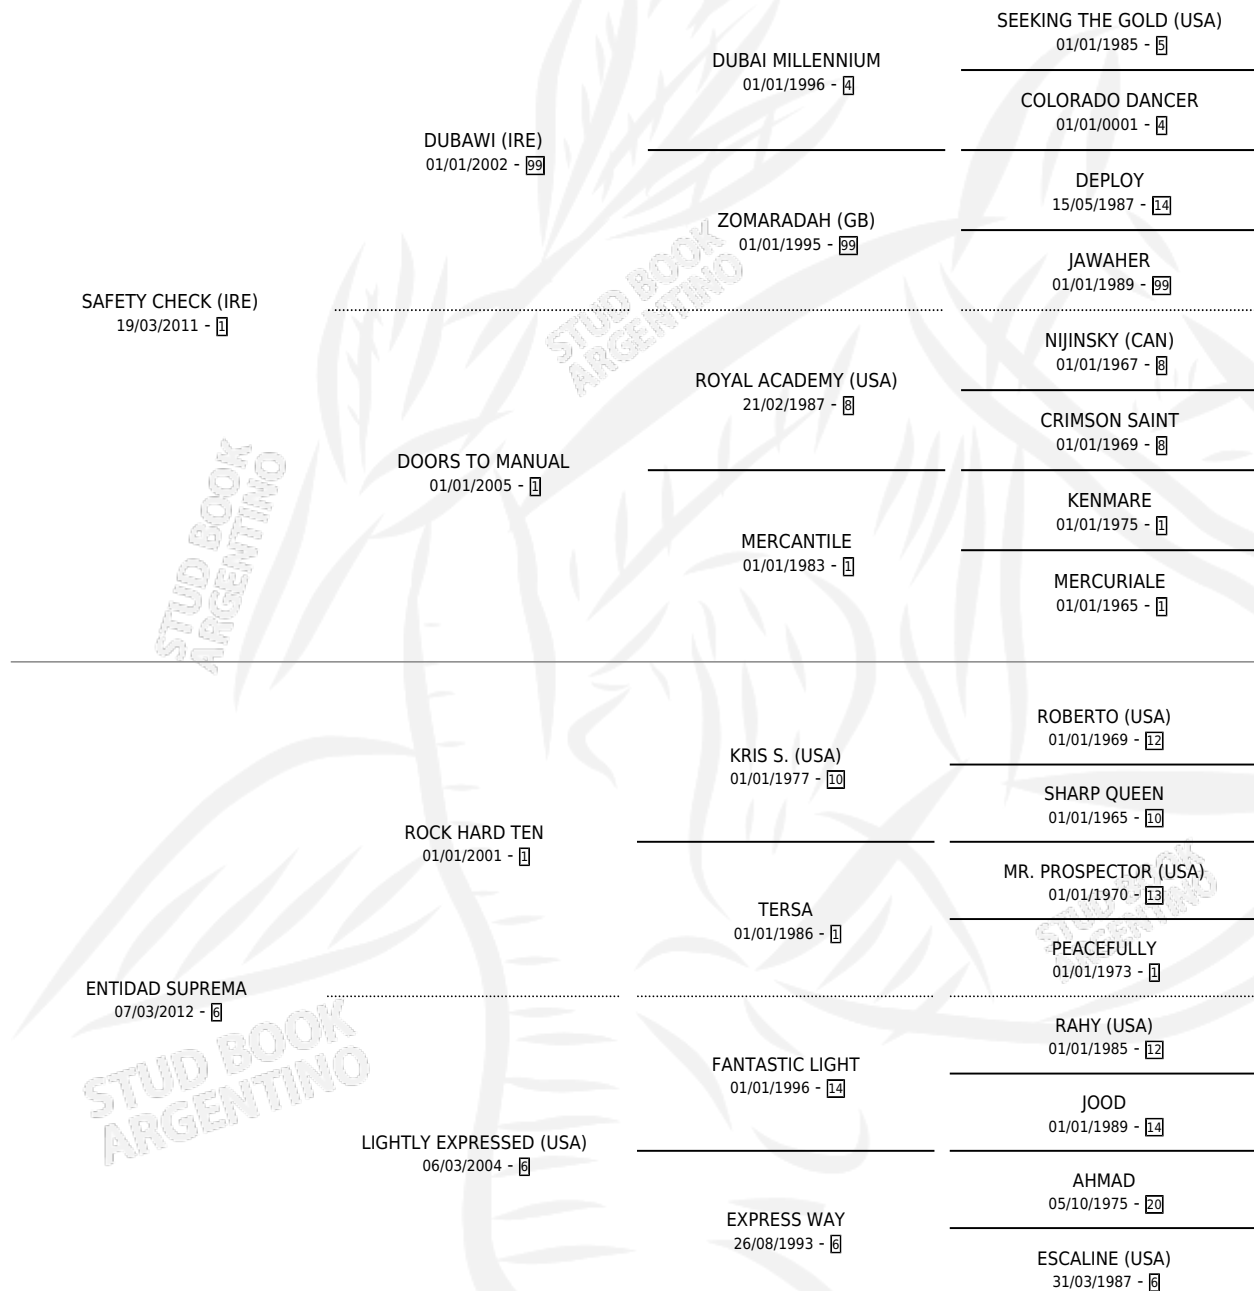 SEEKING THE GOLD (USA)
01/01/1985 - 5
DUBAI MILLENNIUM
01/01/1996 - 4
COLORADO DANCER
01/01/0001 - 4
DUBAWI (IRE)
01/01/2002 - 99
DEPLOY
15/05/1987 - 14
ZOMARADAH (GB)
01/01/1995 - 99
JAWAHER
01/01/1989 - 99
SAFETY CHECK (IRE)
19/03/2011 - 1
STUD BOOK
ARGENTINO
NIJINSKY (CAN)
01/01/1967 - 8
ROYAL ACADEMY (USA)
21/02/1987 - 8
CRIMSON SAINT
01/01/1969 - 8
DOORS TO MANUAL
01/01/2005 - 1
KENMARE
01/01/1975 - 1
MERCANTILE
01/01/1983 - 1
MERCURIALE
01/01/1965 - 1
STUD BOOK
ARGENTINO
ROBERTO (USA)
01/01/1969 - 12
KRIS S. (USA)
01/01/1977 - 10
SHARP QUEEN
01/01/1965 - 10
ROCK HARD TEN
01/01/2001 - 1
MR. PROSPECTOR (USA)
01/01/1970 - 13
TERSA
01/01/1986 - 1
STUD BOOK
ARGENTINO
PEACEFULLY
01/01/1973 - 1
ENTIDAD SUPREMA
07/03/2012 - 6
RAHY (USA)
01/01/1985 - 12
FANTASTIC LIGHT
01/01/1996 - 14
STUD BOOK
ARGENTINO
JOOD
01/01/1989 - 14
LIGHTLY EXPRESSED (USA)
06/03/2004 - 6
AHMAD
05/10/1975 - 20
EXPRESS WAY
26/08/1993 - 6
ESCALINE (USA)
31/03/1987 - 6